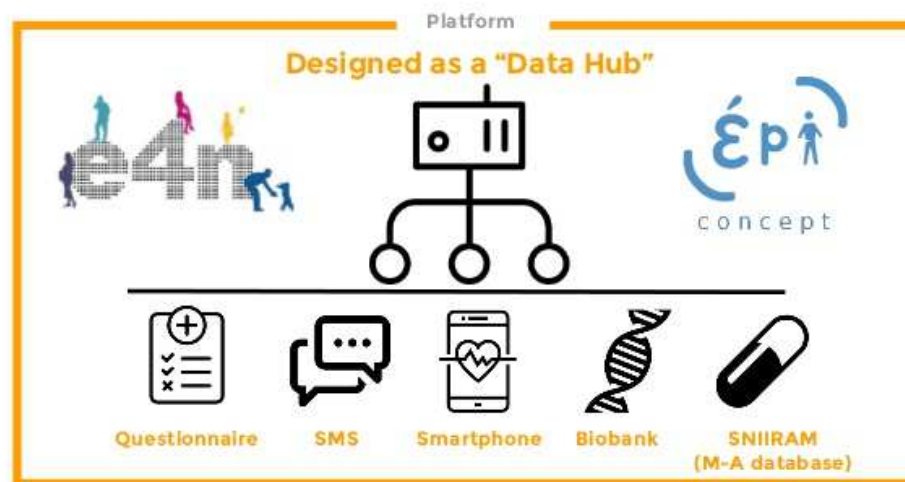 Platform
Designed as a “Data Hub”
e4n
épi
concept
Questionnaire
SMS
Smartphone
Biobank
SNIIRAM
(M-A database)